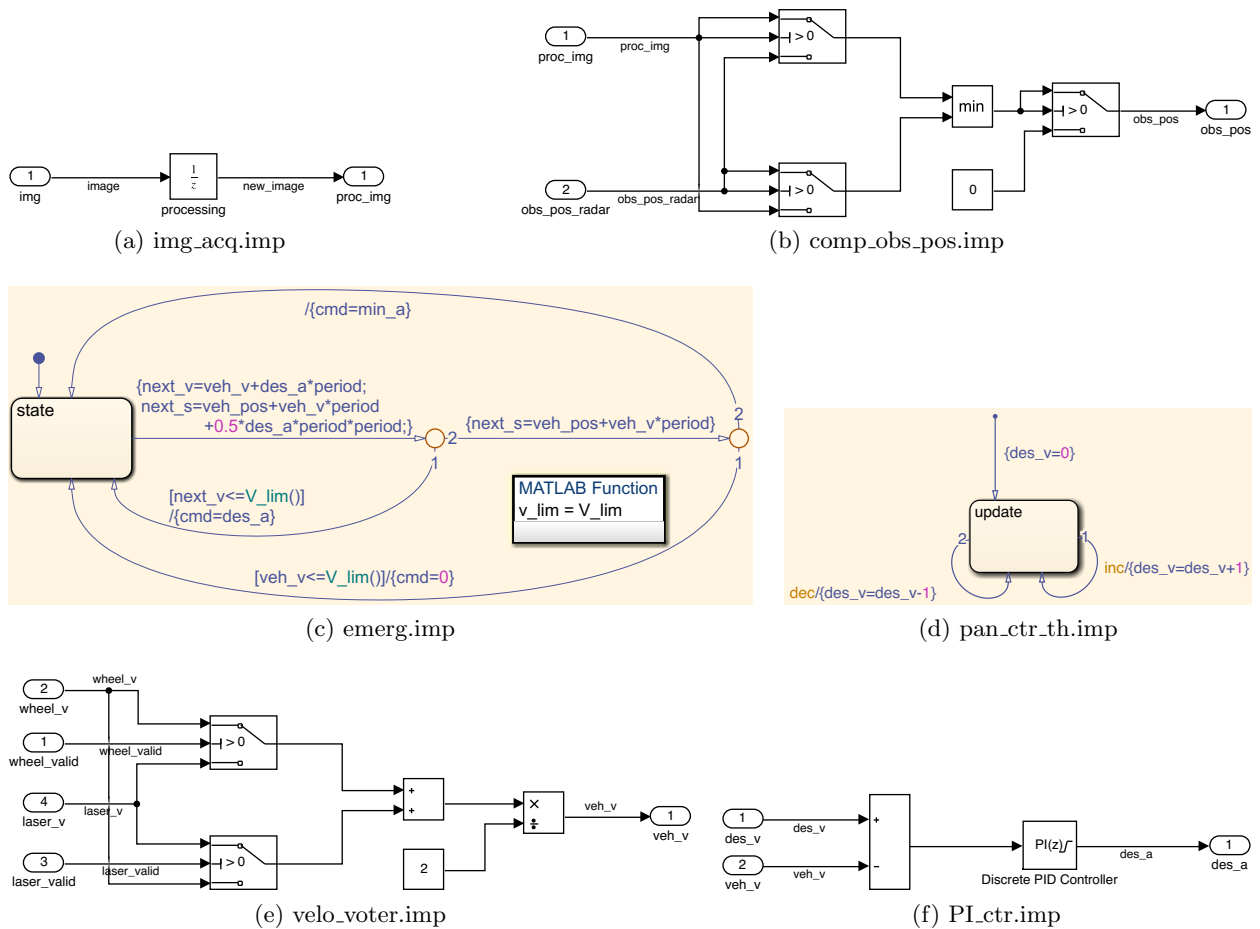 1
img
image
1
z
processing
new_image
1
proc_img
(a) img_acq.imp
1
proc_img
proc_img
> 0
2
obs_pos_radar
obs_pos_radar
> 0
min
0
> 0
obs_pos
1
obs_pos
(b) comp_obs_pos.imp
/{cmd=min_a}
state
{next_v=veh_v+des_a*period;
next_s=veh_pos+veh_v*period
+0.5*des_a*period*period;}
2
1
{next_s=veh_pos+veh_v*period}
2
1
[next_v<=V_lim()]
/{cmd=des_a}
MATLAB Function
v_lim = V_lim
[veh_v<=V_lim()]/{cmd=0}
(c) emerg.imp
{des_v=0}
update
2
1
inc/{des_v=des_v+1}
dec/{des_v=des_v-1}
(d) pan_ctr_th.imp
2
wheel_v
wheel_v
1
wheel_valid
wheel_valid
> 0
4
laser_v
laser_v
3
laser_valid
laser_valid
> 0
+
+
2
×
÷
veh_v
1
veh_v
(e) velo_voter.imp
1
des_v
des_v
2
veh_v
veh_v
+
−
PI(z)
Discrete PID Controller
des_a
1
des_a
(f) PI_ctr.imp